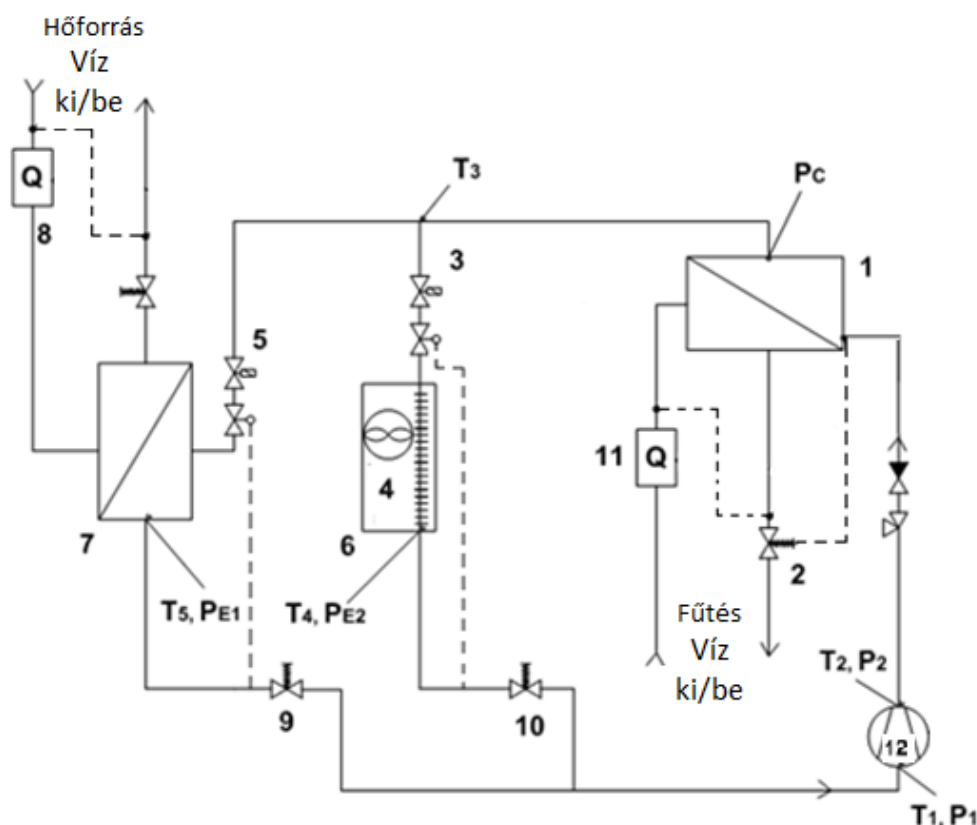 Hőforrás
Víz
ki/be
Q
8
T3
PC
3
1
5
11
Q
4
7
6
2
T5, PE1
T4, PE2
Fűtés
Víz
ki/be
T2, P2
9
10
12
T1, P1